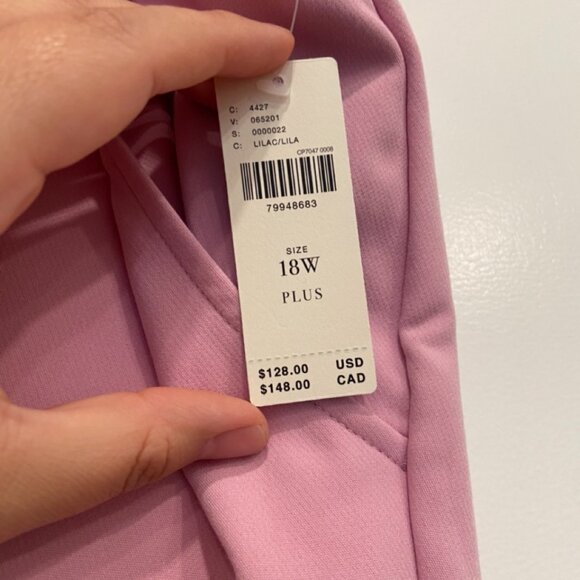 C: 4427
V: 065201
S: 0000022
C: LILAC/LILA
CP7047 0008
79948683
SIZE
18W
PLUS
$128.00 USD
$148.00 CAD